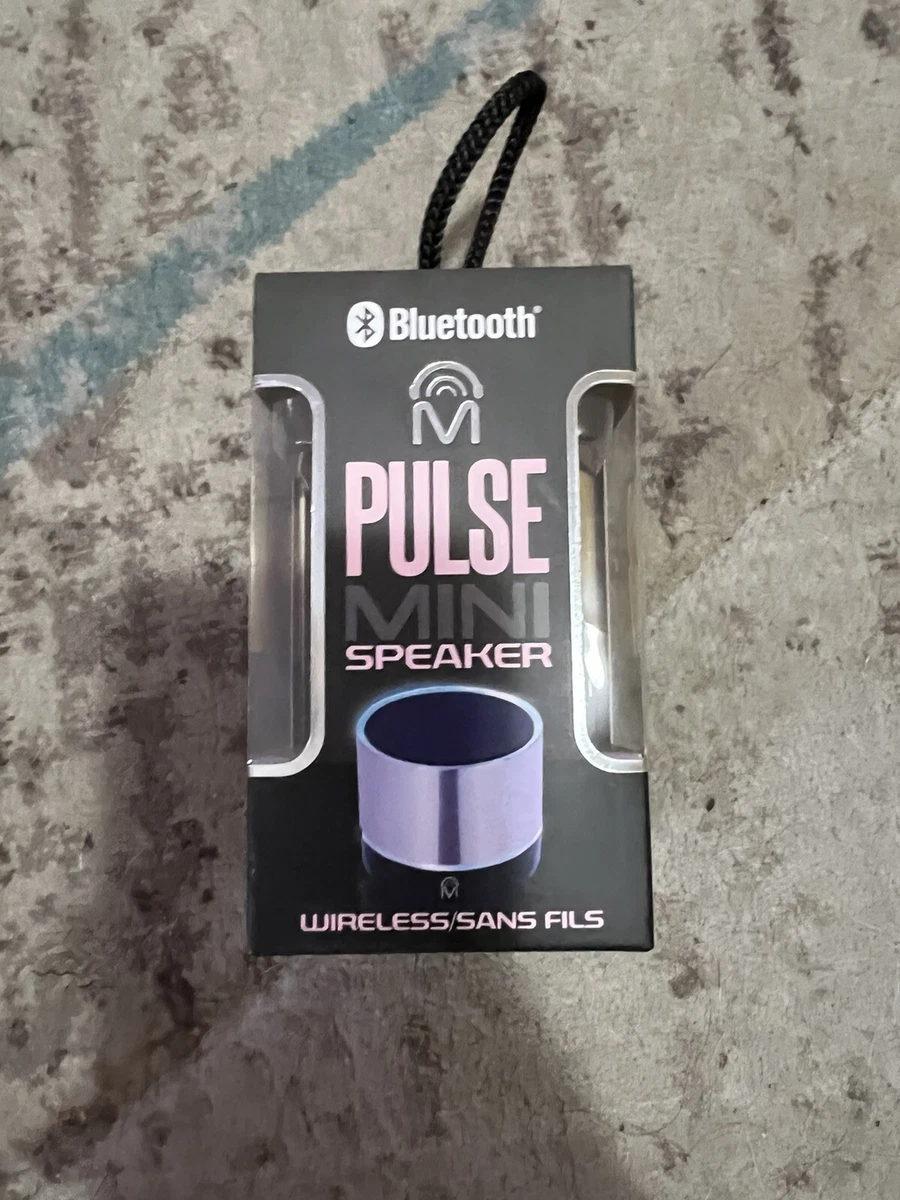 Bluetooth®
M
PULSE
MINI
SPEAKER
M
WIRELESS/SANS FILS